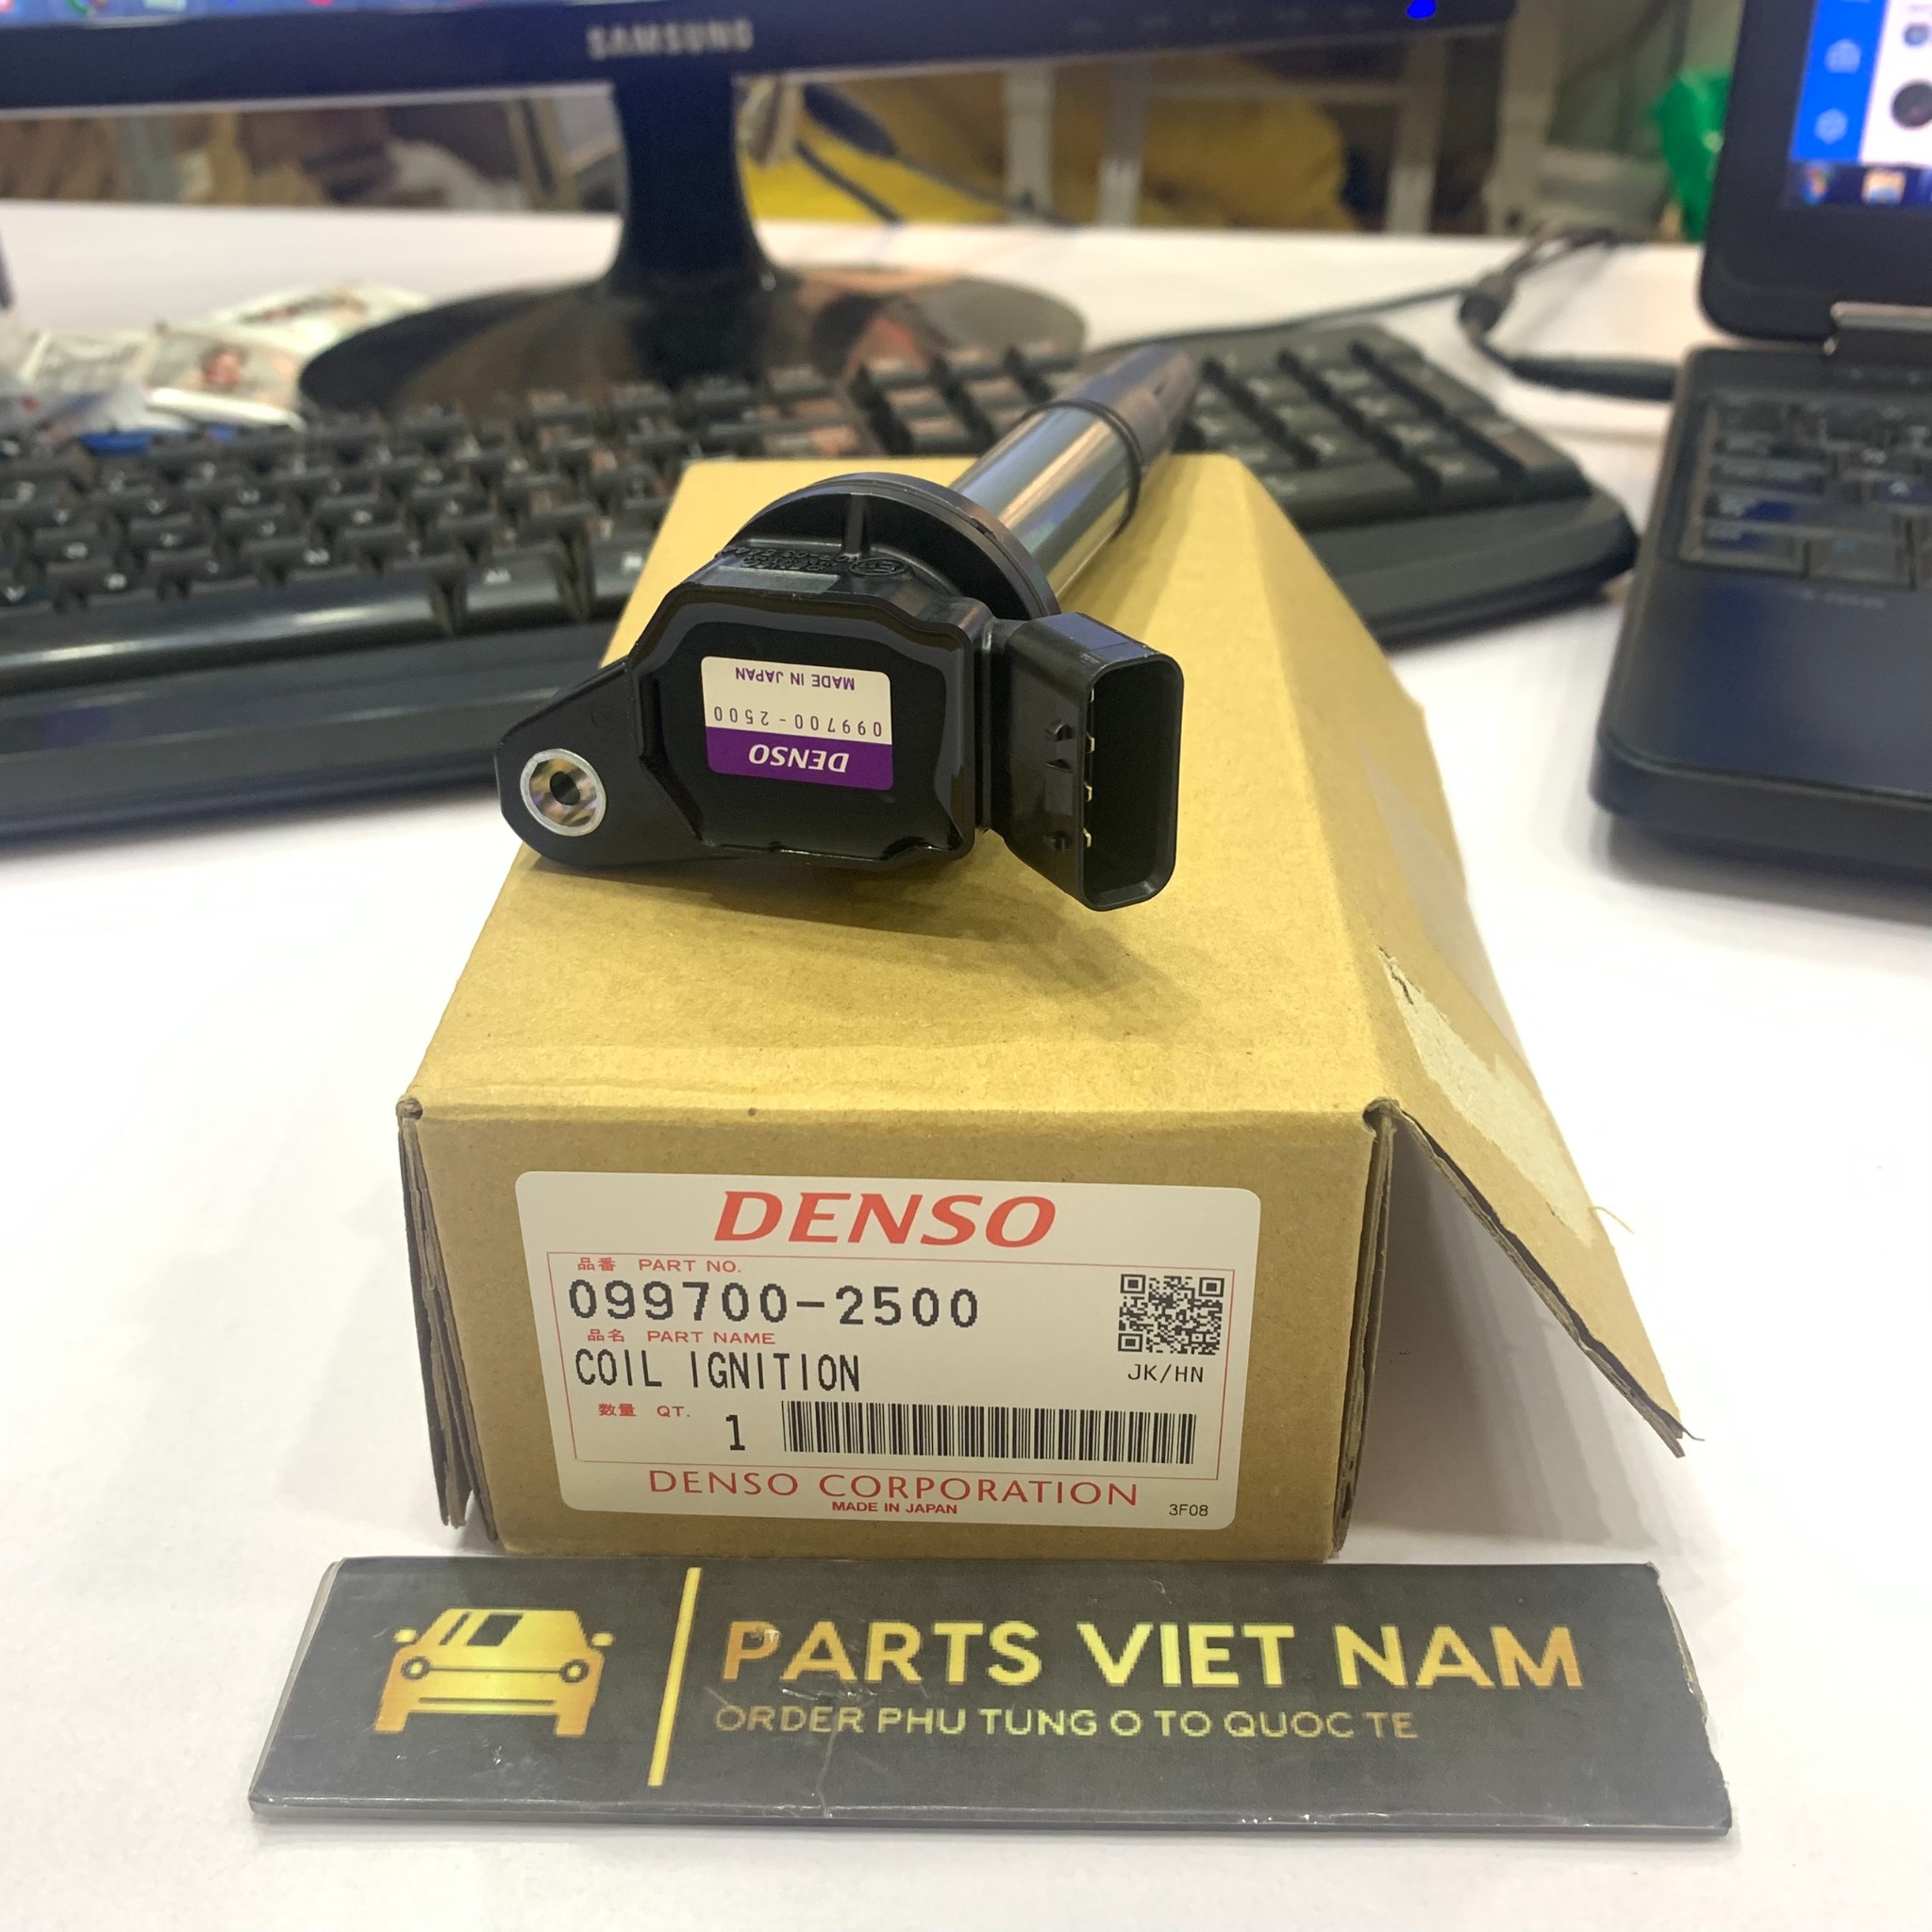 SAMSUNG
MADE IN JAPAN
099700-2500
DENSO
DENSO
品番 PART NO.
099700-2500
品名 PART NAME
COIL IGNITION
JK/HN
数量 QT.
1
DENSO CORPORATION
MADE IN JAPAN
3F08
PARTS VIET NAM
ORDER PHU TUNG O TO QUOC TE